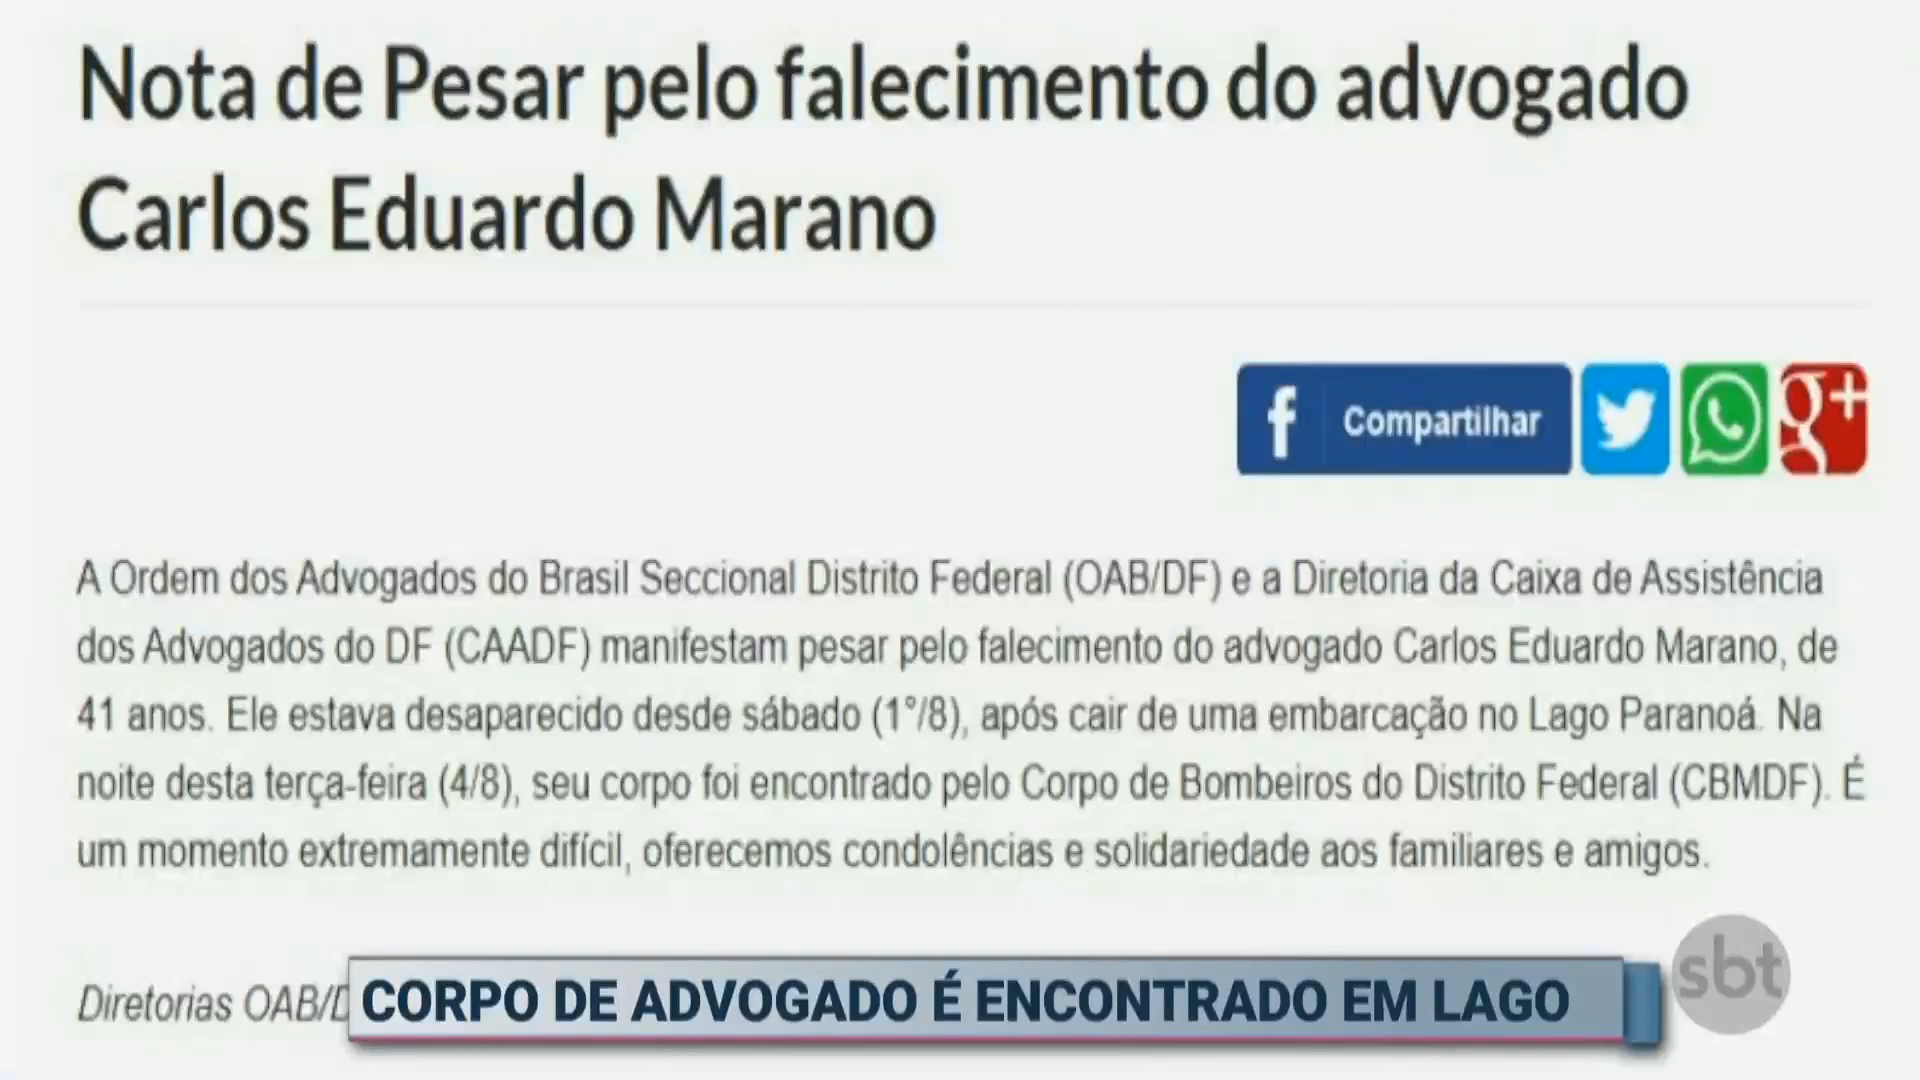 Nota de Pesar pelo falecimento do advogado
Carlos Eduardo Marano
f Compartilhar
g+
A Ordem dos Advogados do Brasil Seccional Distrito Federal (OAB/DF) e a Diretoria da Caixa de Assistência
dos Advogados do DF (CAADF) manifestam pesar pelo falecimento do advogado Carlos Eduardo Marano, de
41 anos. Ele estava desaparecido desde sábado (1°/8), após cair de uma embarcação no Lago Paranoá. Na
noite desta terça-feira (4/8), seu corpo foi encontrado pelo Corpo de Bombeiros do Distrito Federal (CBMDF). É
um momento extremamente difícil, oferecemos condolências e solidariedade aos familiares e amigos.
Diretorias OAB/D
CORPO DE ADVOGADO É ENCONTRADO EM LAGO
sbt